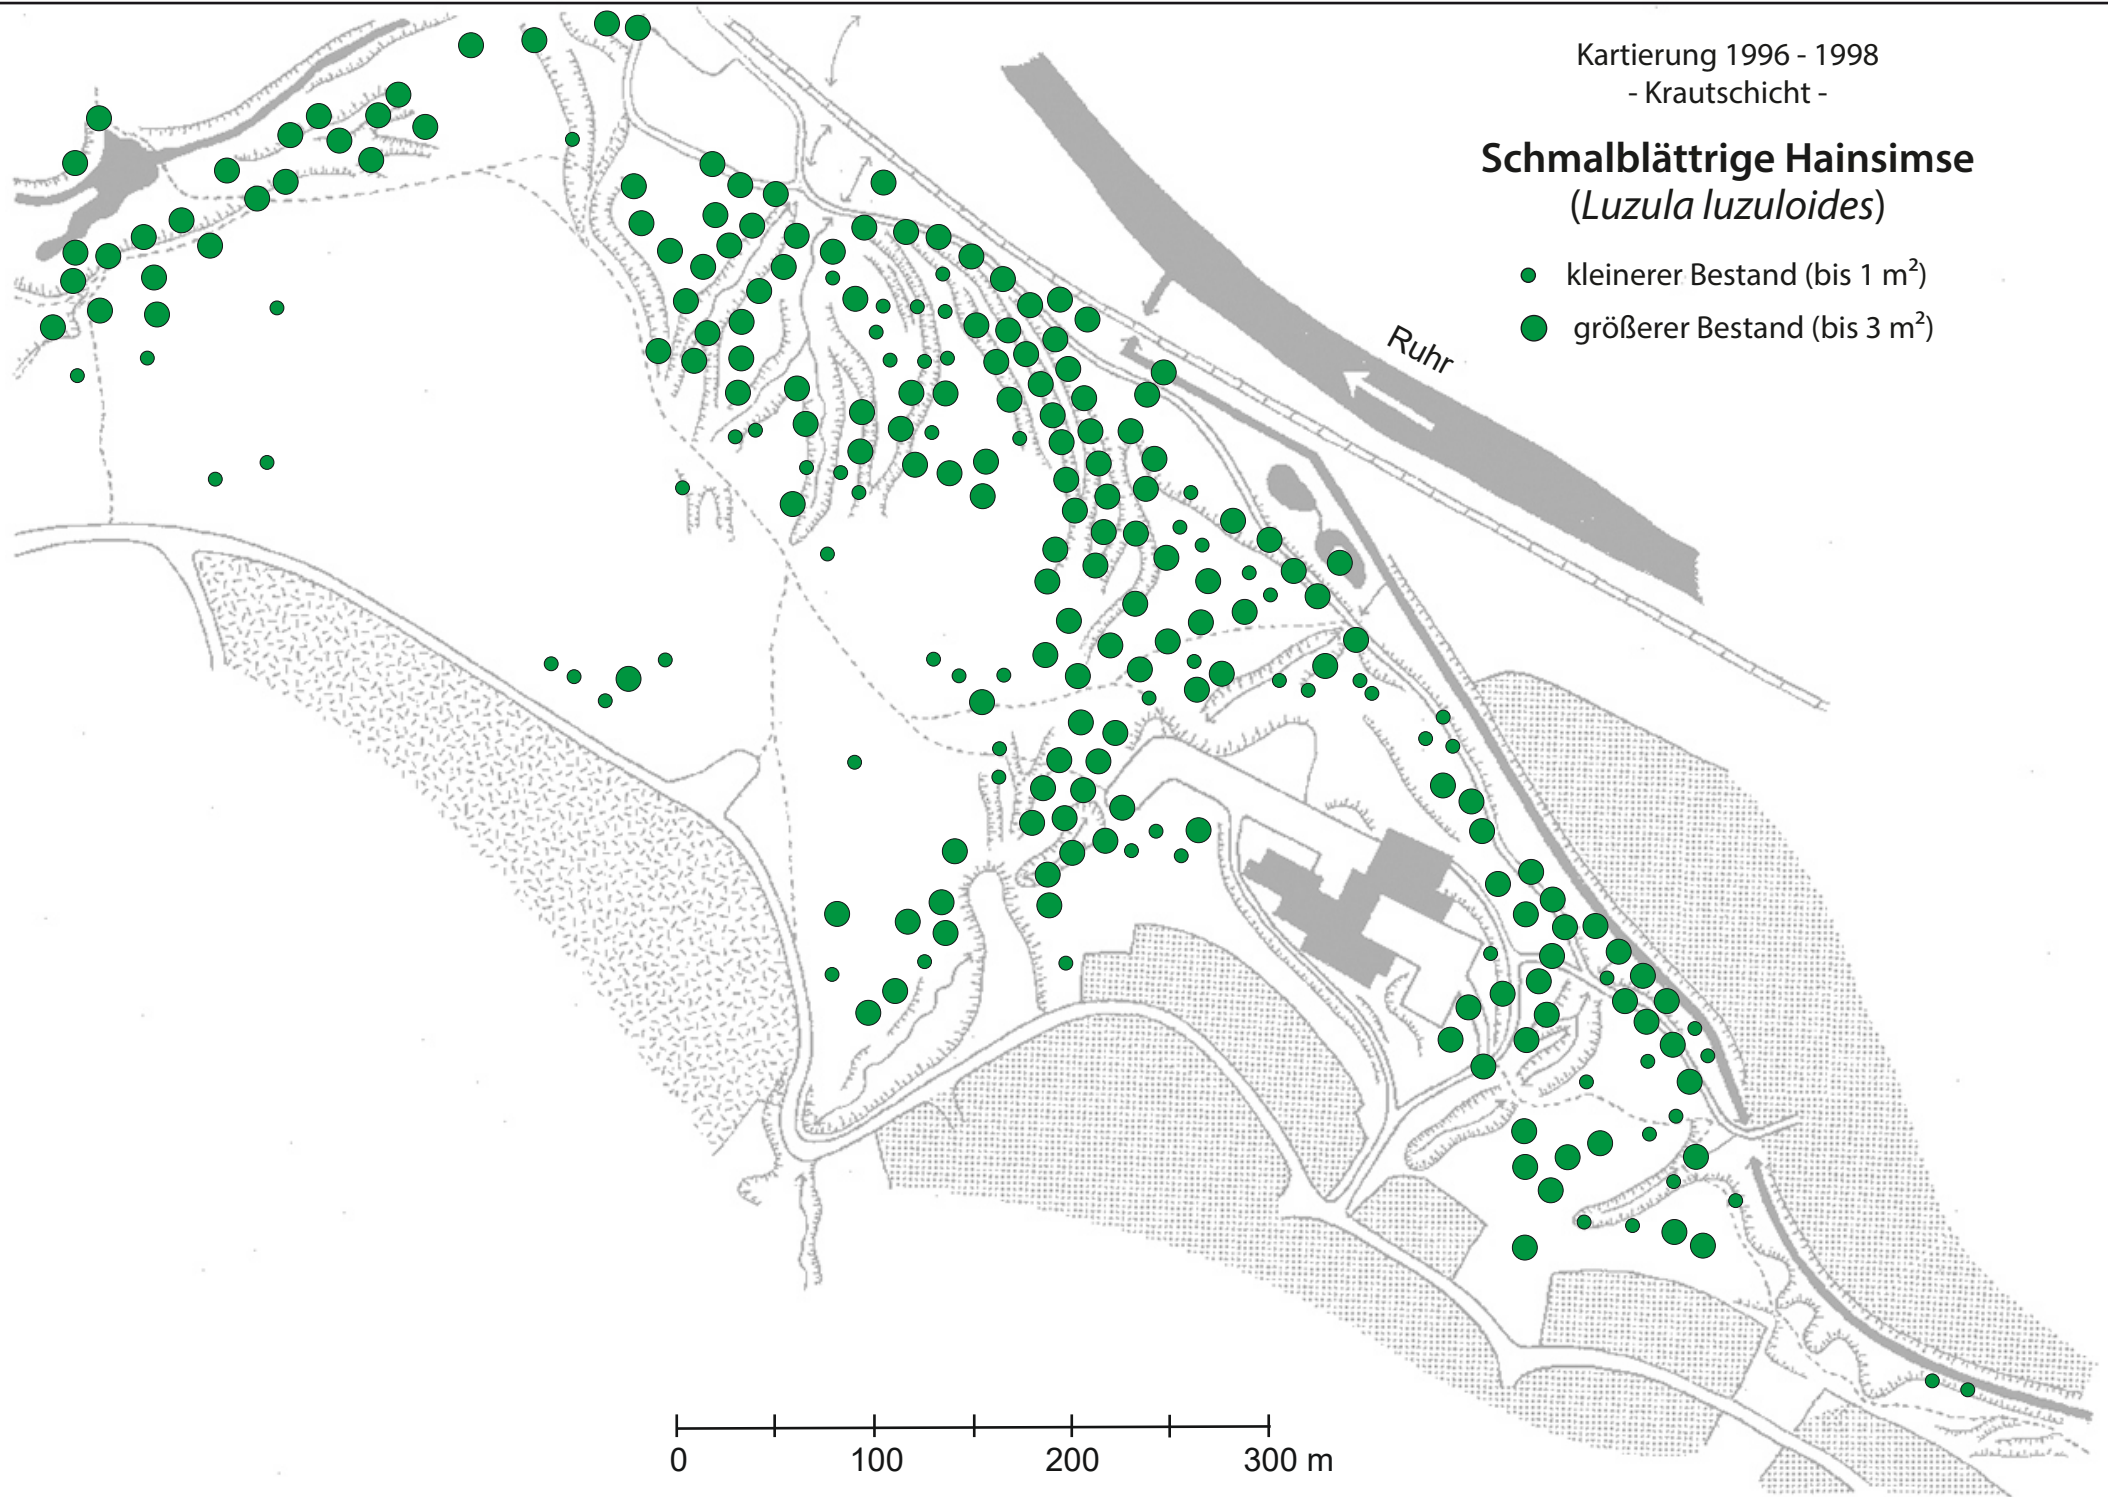 Kartierung 1996 - 1998
- Krautschicht -
Schmalblättrige Hainsimse
(Luzula luzuloides)
kleinerer Bestand (bis 1 m²)
größerer Bestand (bis 3 m²)
Ruhr
0 100 200 300 m